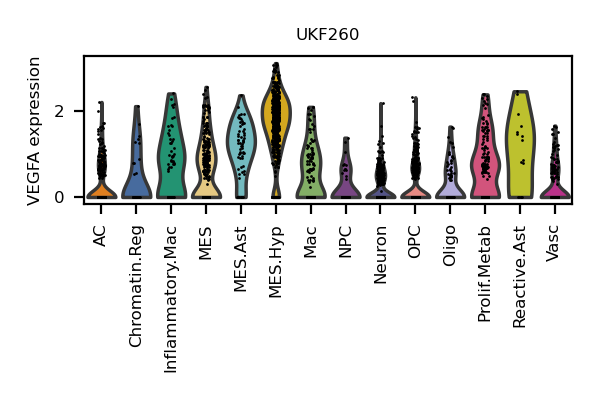 UKF260
VEGFA expression
2
0
AC
Chromatin.Reg
Inflammatory.Mac
MES
MES.Ast
MES.Hyp
Mac
NPC
Neuron
OPC
Oligo
Prolif.Metab
Reactive.Ast
Vasc